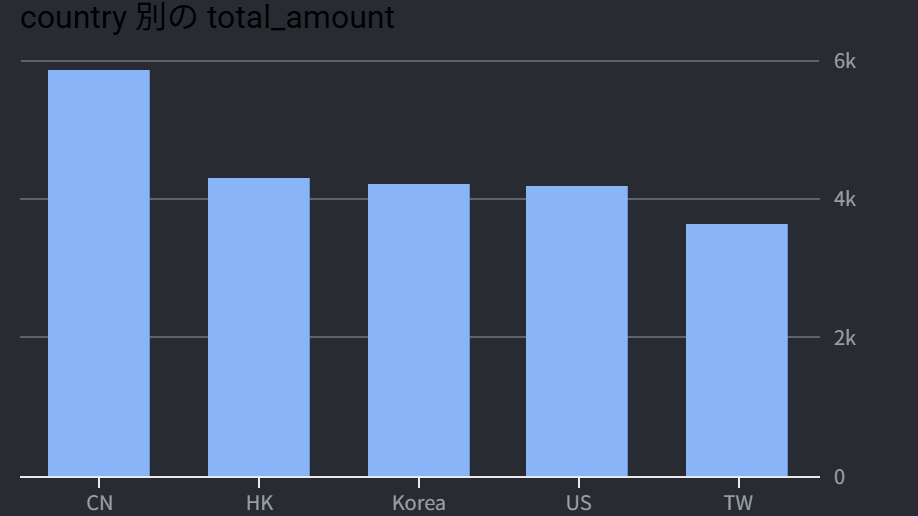 country 別の total_amount
6k
4k
2k
0
CN HK Korea US TW